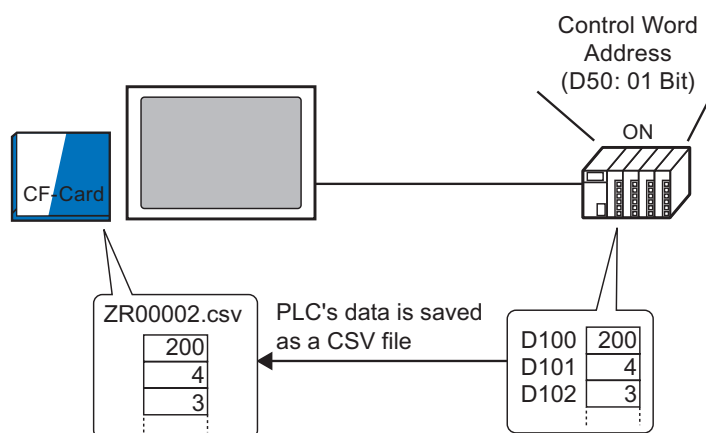 Control Word
Address
(D50: 01 Bit)
ON
CF-Card
ZR00002.csv
200
4
3
PLC's data is saved
as a CSV file
D100 200
D101 4
D102 3